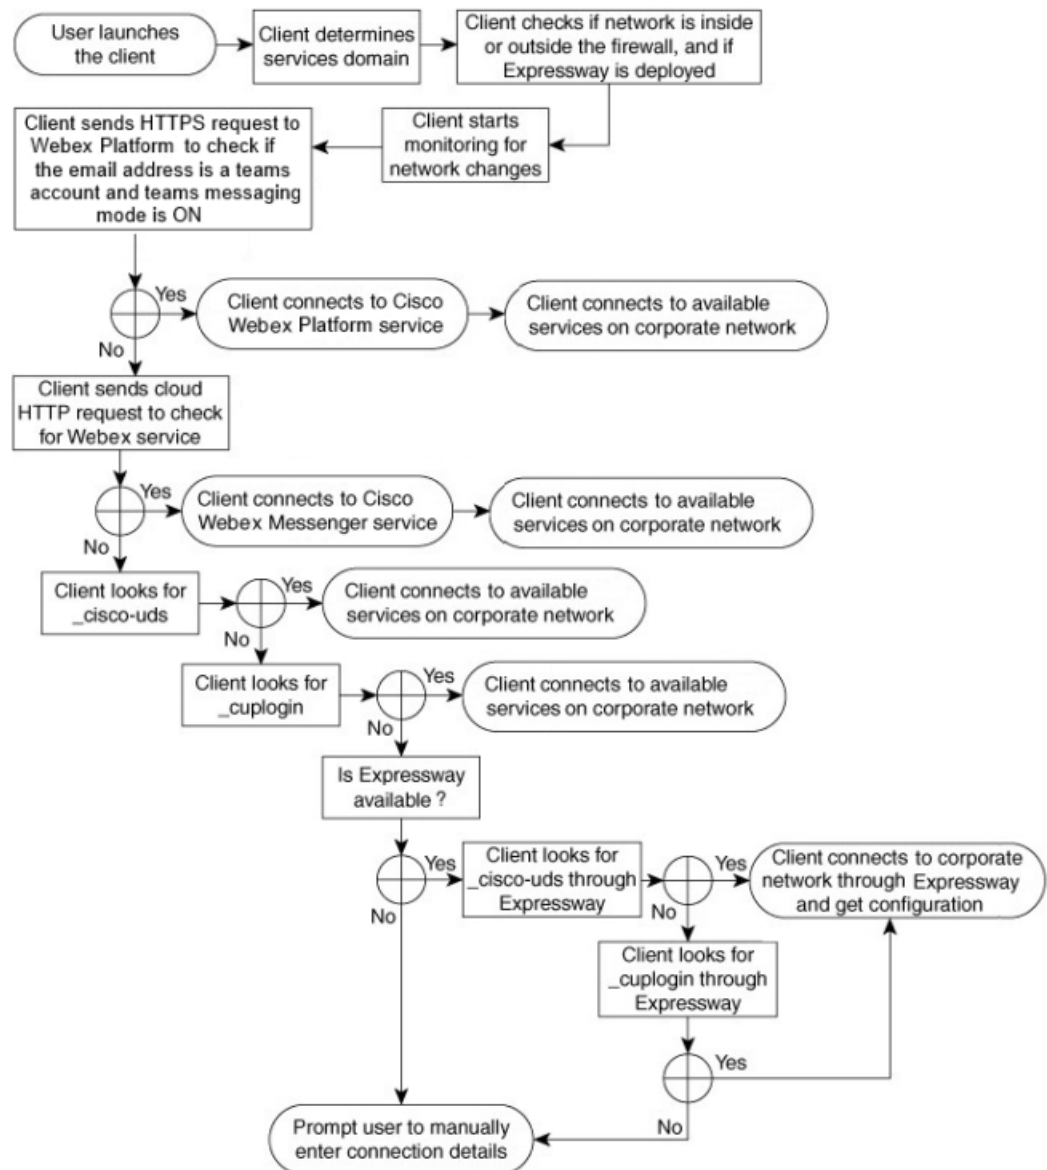 User launches
the client
Client determines
services domain
Client checks if network is inside
or outside the firewall, and if
Expressway is deployed
Client sends HTTPS request to
Webex Platform to check if
the email address is a teams
account and teams messaging
mode is ON
Client starts
monitoring for
network changes
Yes
No
Client connects to Cisco
Webex Platform service
Client connects to available
services on corporate network
Client sends cloud
HTTP request to check
for Webex service
Yes
No
Client connects to Cisco
Webex Messenger service
Client connects to available
services on corporate network
Client looks for
_cisco-uds
Yes
No
Client connects to available
services on corporate network
Client looks for
_cuplogin
Yes
No
Client connects to available
services on corporate network
Is Expressway
available ?
Yes
No
Client looks for
_cisco-uds through
Expressway
Yes
No
Client connects to corporate
network through Expressway
and get configuration
Client looks for
_cuplogin through
Expressway
Yes
No
Prompt user to manually
enter connection details